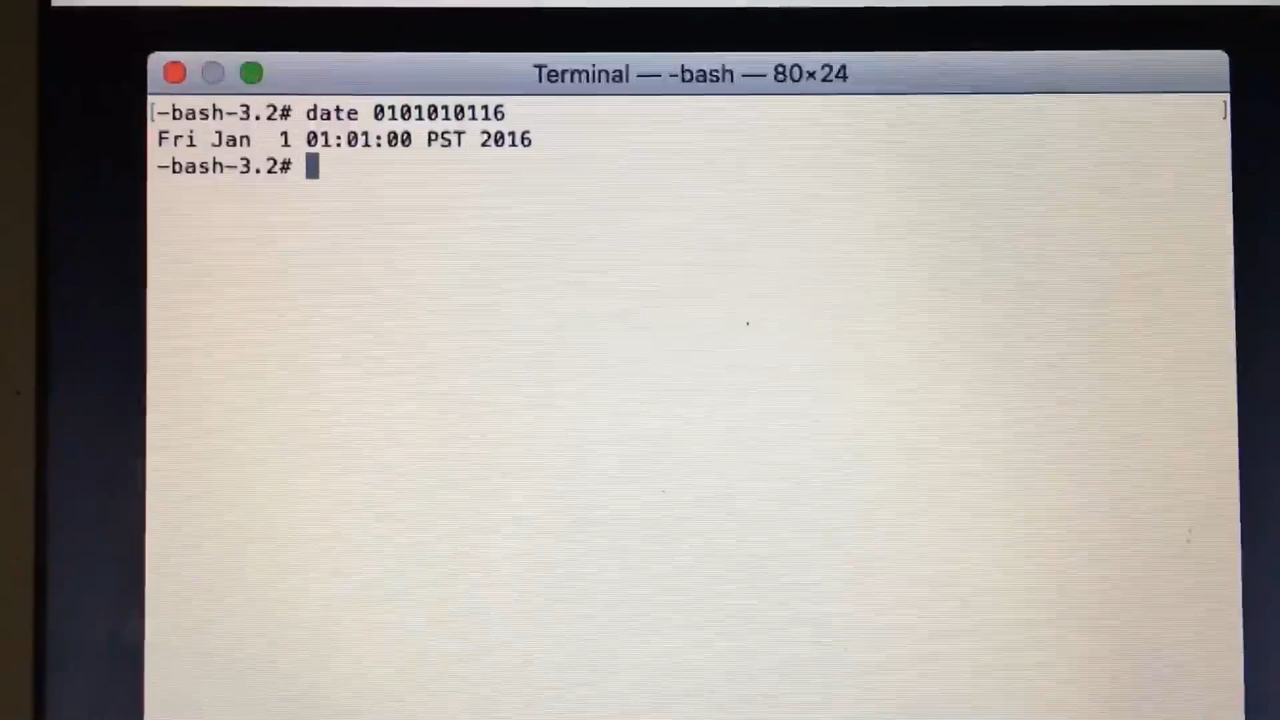 Terminal — -bash — 80×24
[-bash-3.2# date 0101010116 ]
Fri Jan  1 01:01:00 PST 2016
-bash-3.2#